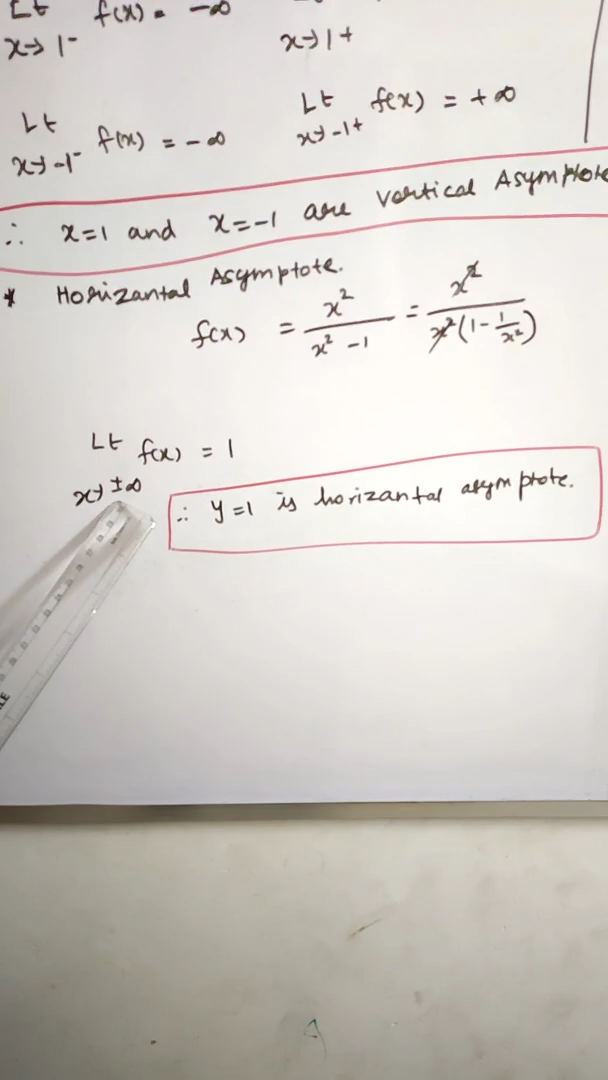 Lt f(x) = -∞
x→1⁻ x→1+
Lt f(x) = -∞ Lt f(x) = +∞
x→-1⁻ x→-1+
∴ x=1 and x=-1 are vertical Asymptote
* Horizantal Asymptote.
f(x) = x²/(x² -1) = x²/(x²(1 - 1/x²))
Lt f(x) = 1
x→±∞
∴ y=1 is horizantal asymptote.